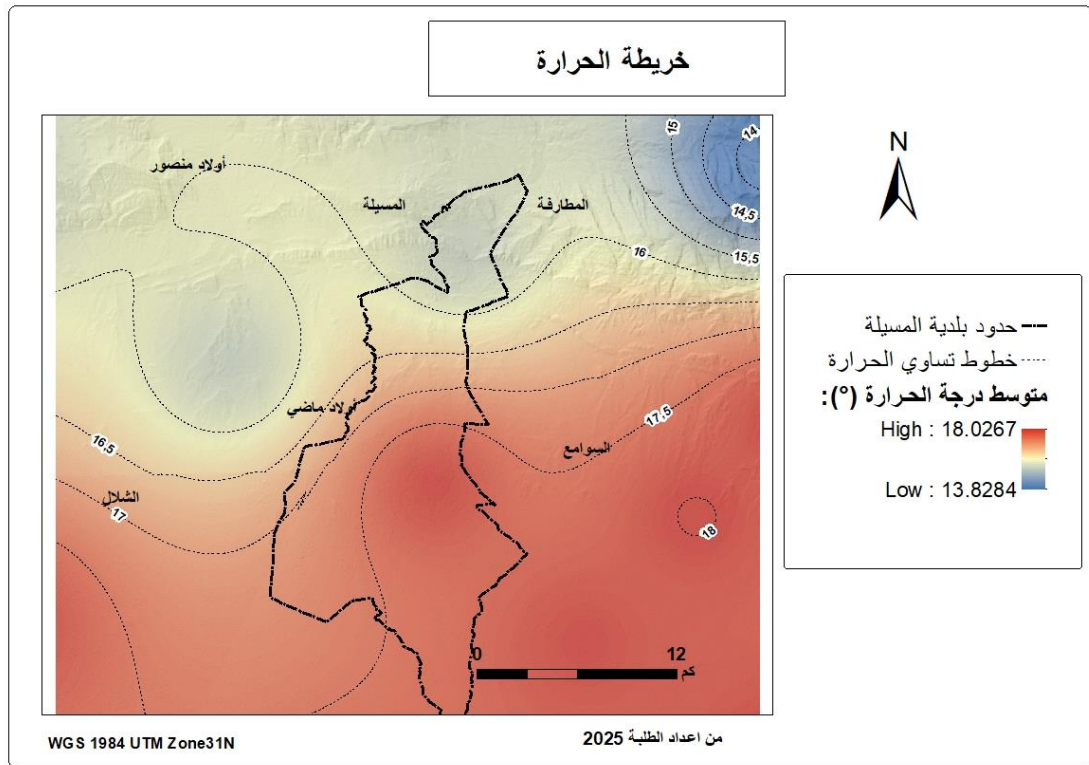 خريطة الحرارة
N
14
15
14,5
15,5
16
أولاد منصور
المسيلة
المطارفة
أولاد ماضي
السوامع
17,5
16,5
الشلال
17
18
0
12
كم
حدود بلدية المسيلة
خطوط تساوي الحرارة
متوسط درجة الحرارة (°):
High : 18.0267
Low : 13.8284
WGS 1984 UTM Zone31N
من اعداد الطلبة 2025